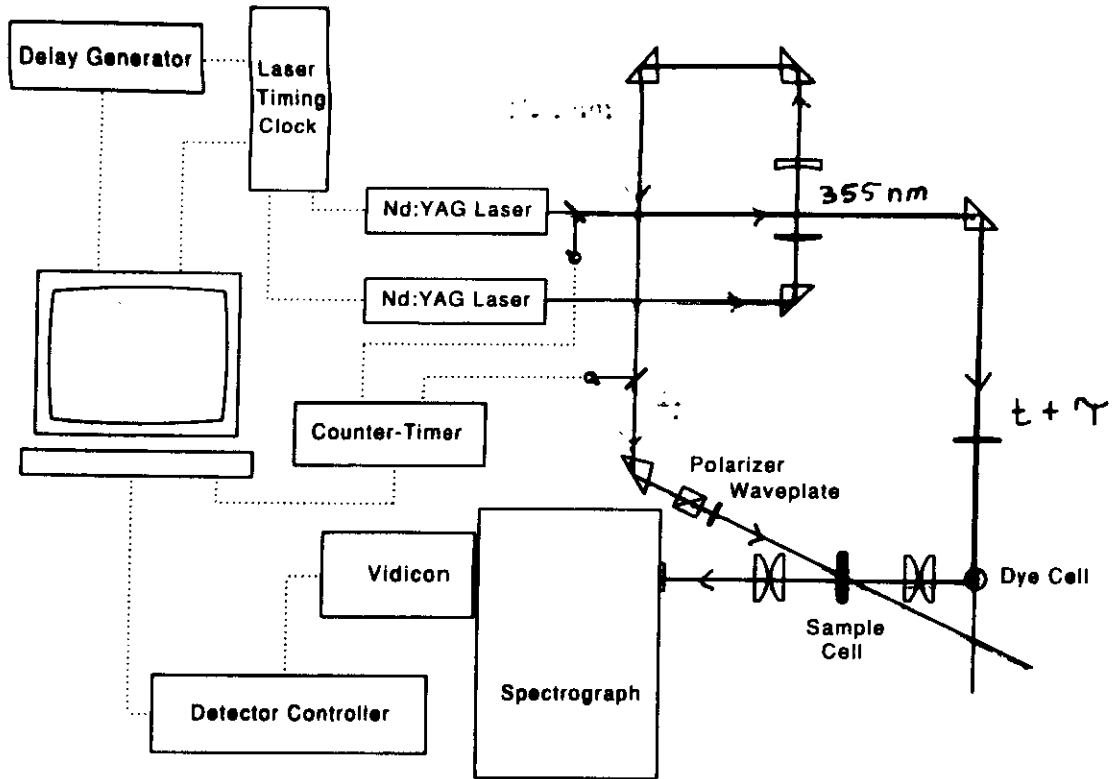 Delay Generator
Laser
Timing
Clock
Nd:YAG Laser
355 nm
Nd:YAG Laser
t + τ
Counter-Timer
Polarizer
Waveplate
Vidicon
Dye Cell
Sample
Cell
Spectrograph
Detector Controller